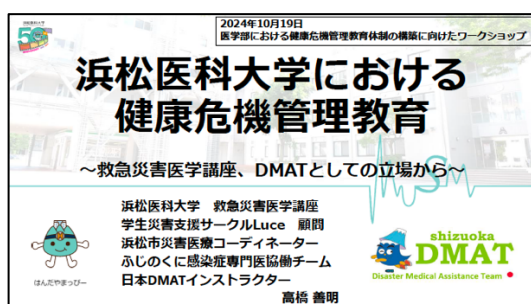 2024年10月19日
医学部における健康危機管理教育体制の構築に向けたワークショップ
浜松医科大学における
健康危機管理教育
～救急災害医学講座、DMATとしての立場から～
浜松医科大学　救急災害医学講座
学生災害支援サークルLuce　顧問
浜松市災害医療コーディネーター
ふじのくに感染症専門医協働チーム
日本DMATインストラクター
高橋 善明
はんだやまっぴー
shizuoka
DMAT
Disaster Medical Assistance Team